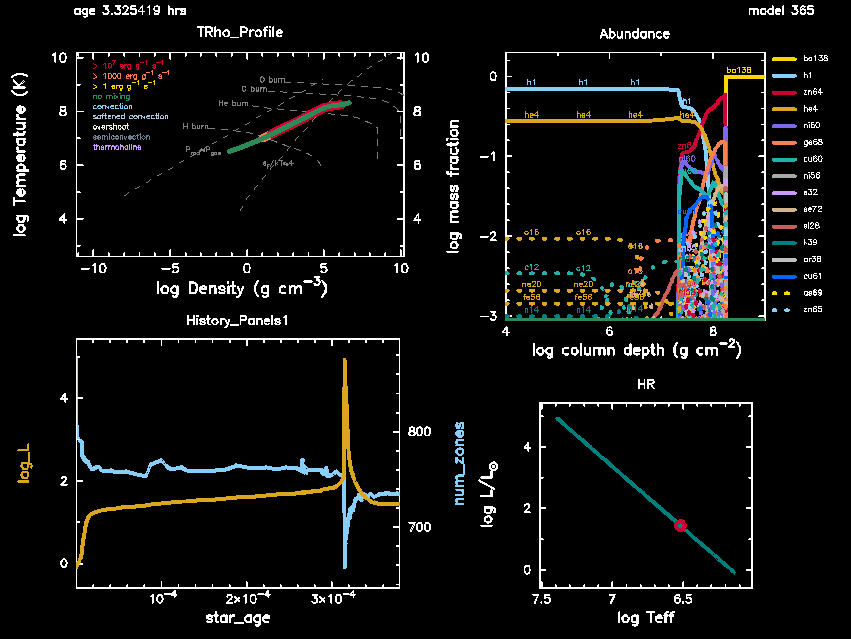 age 3.325419 hrs
model 365
TRho_Profile
log Temperature (K)
10
8
6
4
10
8
6
4
> 10⁷ erg g⁻¹ s⁻¹
> 1000 erg g⁻¹ s⁻¹
> 1 erg g⁻¹ s⁻¹
no mixing
convection
softened convection
overshoot
semiconvection
thermohaline
O burn
C burn
He burn
H burn
−10
−5
0
5
10
log Density (g cm⁻³)
Abundance
log mass fraction
0
−1
−2
−3
ba138
h1 h1 h1 h1
he4 he4 he4 he4
o16 o16 o16
c12 c12
ne20 ne20
fe56 fe56
n14 n14
4
6
8
log column depth (g cm⁻²)
ba138
h1
zn64
he4
ni60
ge68
cu60
ni56
s32
se72
si28
k39
ar38
cu61
as69
zn65
History_Panels1
log_L
4
2
0
800
700
num_zones
10⁻⁴
2×10⁻⁴
3×10⁻⁴
star_age
HR
log L/L☉
4
2
0
7.5
7
6.5
log Teff